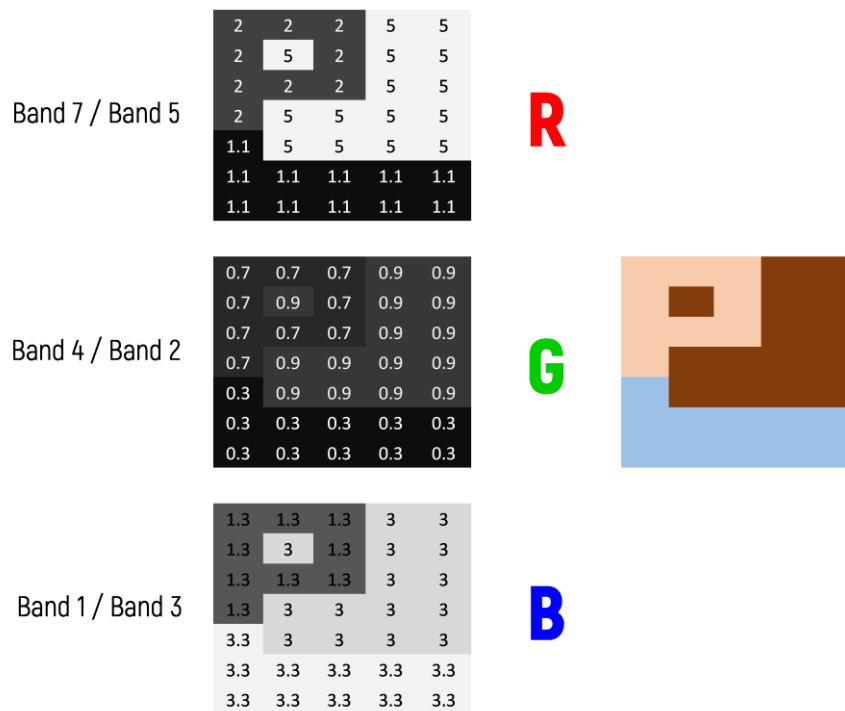 2 2 2 5 5
2 5 2 5 5
2 2 2 5 5
Band 7 / Band 5
R
2 5 5 5 5
1.1 5 5 5 5
1.1 1.1 1.1 1.1 1.1
1.1 1.1 1.1 1.1 1.1
0.7 0.7 0.7 0.9 0.9
0.7 0.9 0.7 0.9 0.9
0.7 0.7 0.7 0.9 0.9
Band 4 / Band 2
G
0.7 0.9 0.9 0.9 0.9
0.3 0.9 0.9 0.9 0.9
0.3 0.3 0.3 0.3 0.3
0.3 0.3 0.3 0.3 0.3
1.3 1.3 1.3 3 3
1.3 3 1.3 3 3
1.3 1.3 1.3 3 3
Band 1 / Band 3
B
1.3 3 3 3 3
3.3 3 3 3 3
3.3 3.3 3.3 3.3 3.3
3.3 3.3 3.3 3.3 3.3